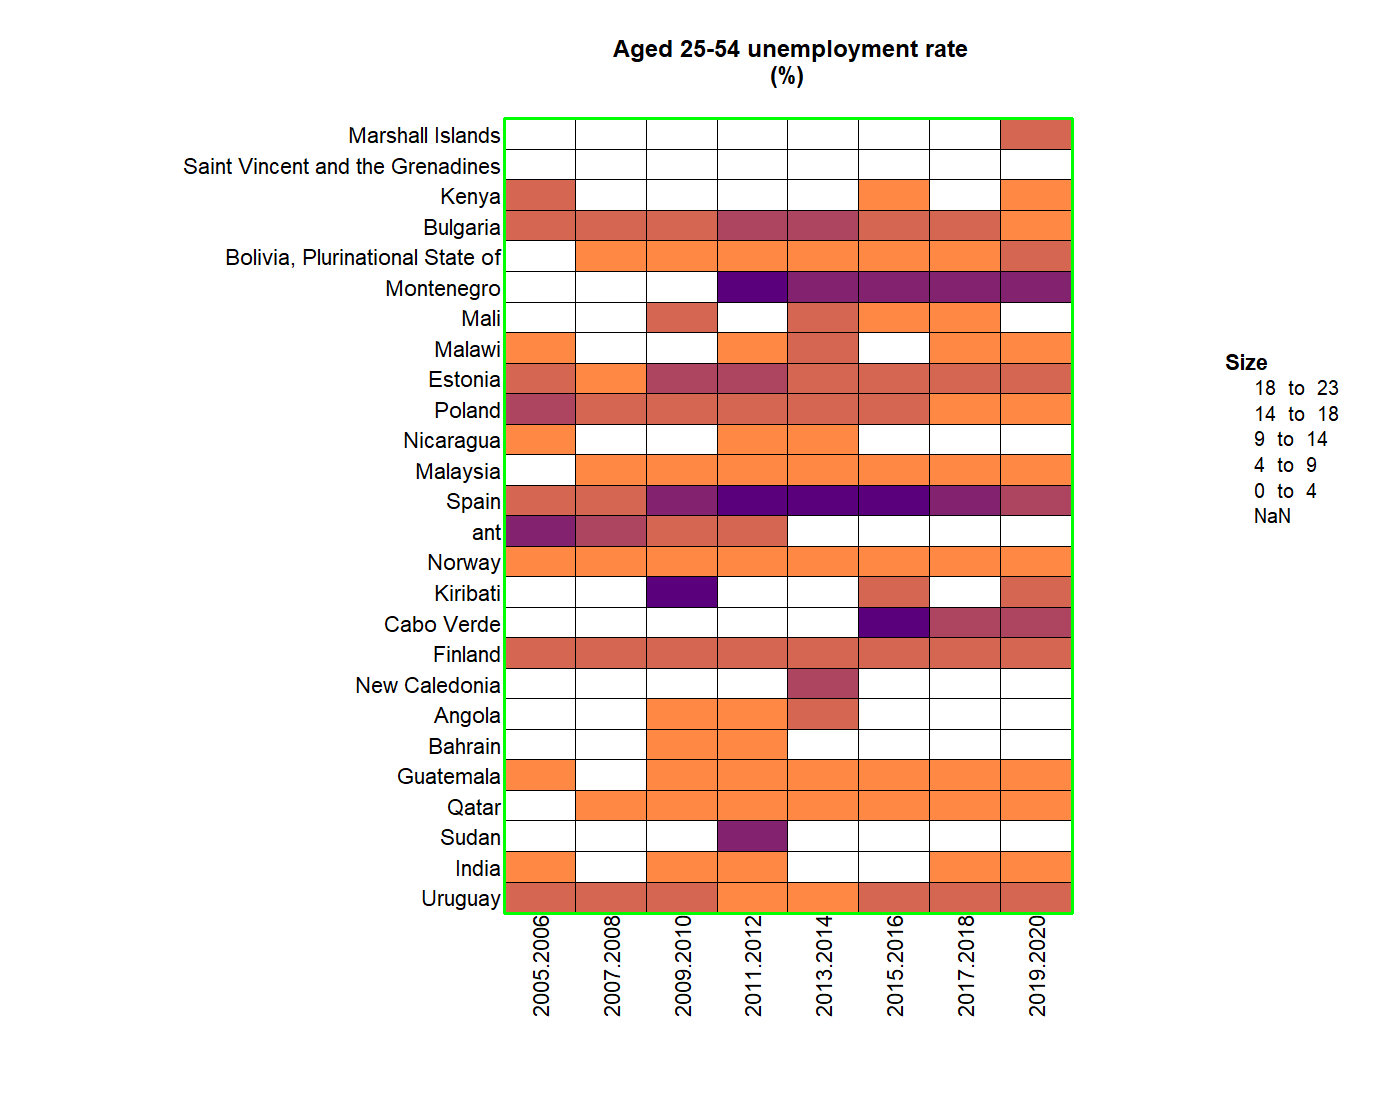 Aged 25-54 unemployment rate
(%)
Marshall Islands
Saint Vincent and the Grenadines
Kenya
Bulgaria
Bolivia, Plurinational State of
Montenegro
Mali
Malawi
Estonia
Poland
Nicaragua
Malaysia
Spain
ant
Norway
Kiribati
Cabo Verde
Finland
New Caledonia
Angola
Bahrain
Guatemala
Qatar
Sudan
India
Uruguay
2005.2006
2007.2008
2009.2010
2011.2012
2013.2014
2015.2016
2017.2018
2019.2020
Size
18 to 23
14 to 18
9 to 14
4 to 9
0 to 4
NaN